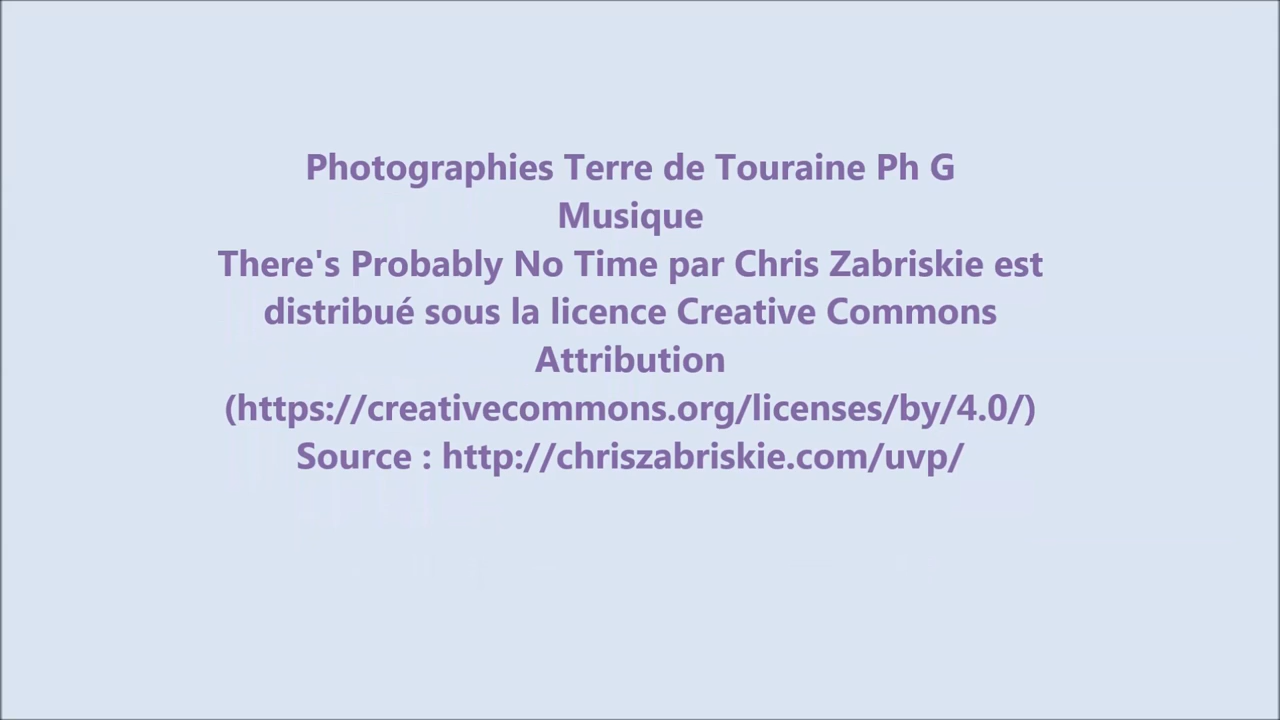 Photographies Terre de Touraine Ph G
Musique
There's Probably No Time par Chris Zabriskie est
distribué sous la licence Creative Commons
Attribution
(https://creativecommons.org/licenses/by/4.0/)
Source : http://chriszabriskie.com/uvp/